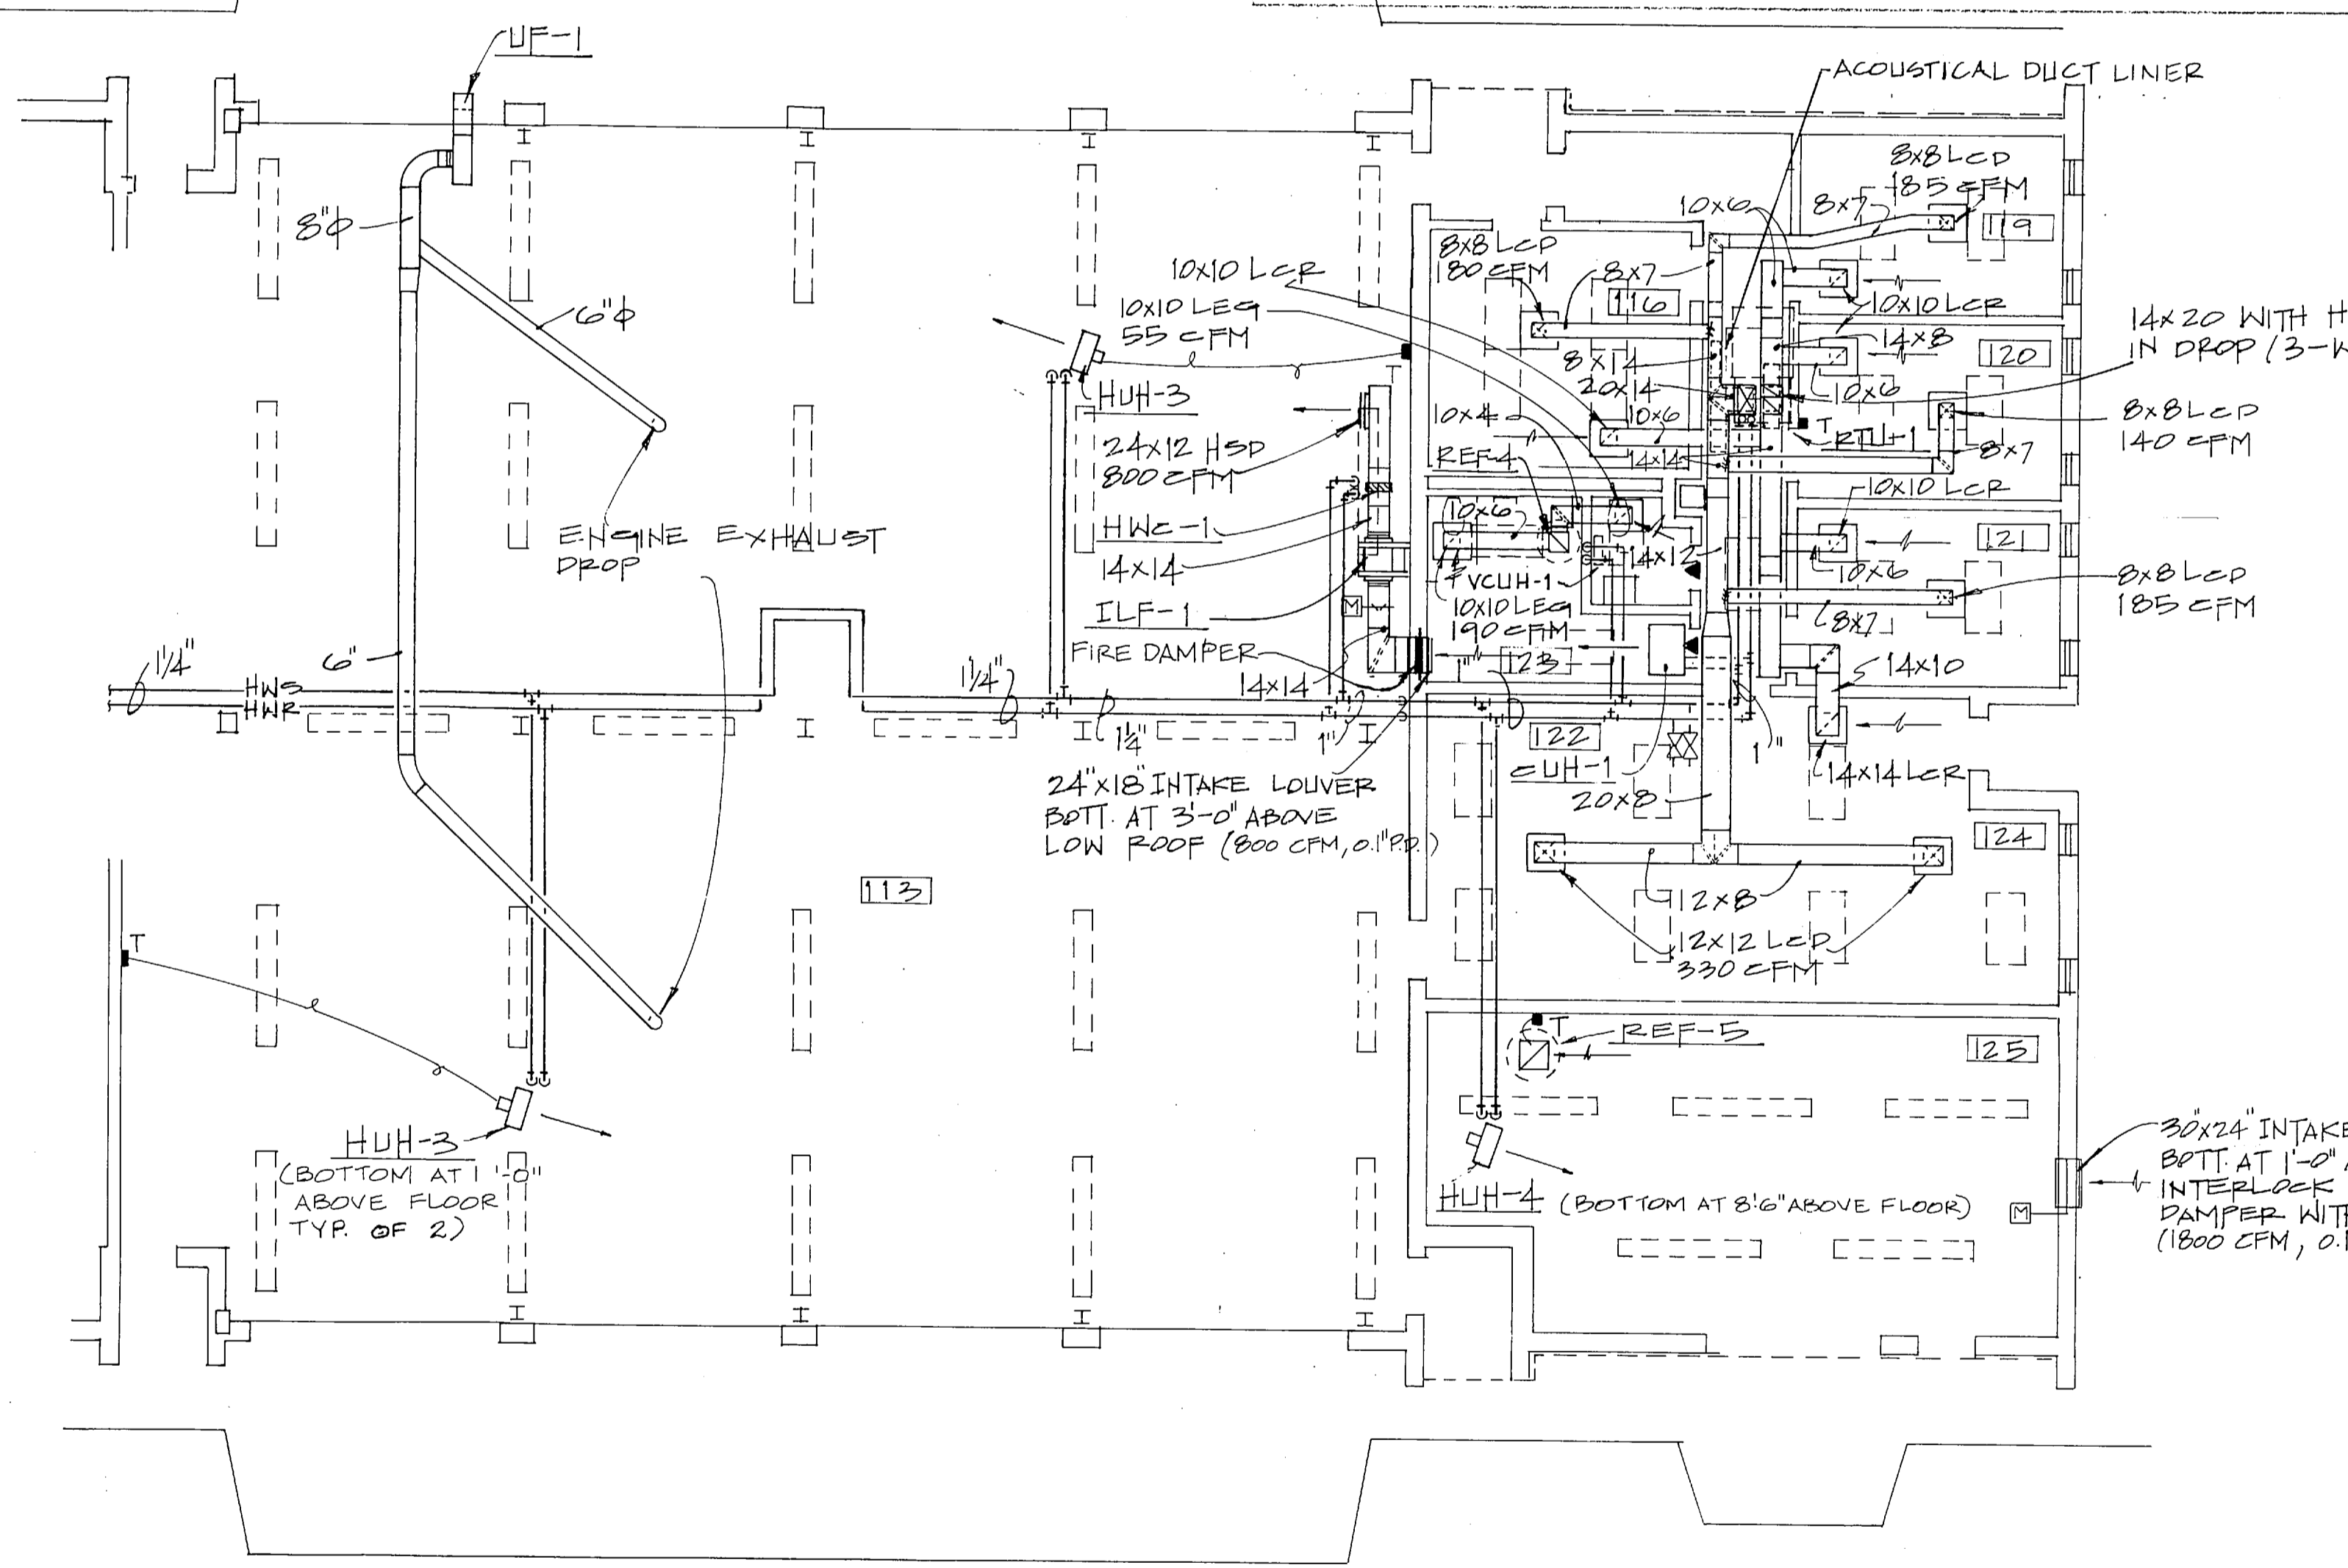 UF-1
ACOUSTICAL DUCT LINER
8"φ
6"φ
ENGINE EXHAUST
DROP
6"
1¼"
HWS
HWR
1¼"
1¼"
1"
HUH-3
10x10 LCR
10x10 LEG
55 CFM
24x12 HSD
800 CFM
HWC-1
14x14
ILF-1
FIRE DAMPER
14x14
24"x18" INTAKE LOUVER
BOTT. AT 3'-0" ABOVE
LOW ROOF (800 CFM, 0.1" P.D.)
8x8 LCD
180 CFM
8x7
116
8x14
20x14
10x4
10x6
REF-4
14x14
10x6
14x12
VCUH-1
10x10 LEG
190 CFM
1"
123
10x6
8x7
8x8 LCD
185 CFM
119
10x10 LCR
14x8
120
10x6
T
RTU-1
14x20 WITH H
IN DROP (3-W
8x8 LCD
140 CFM
8x7
10x10 LCR
121
10x6
8x8 LCD
185 CFM
8x7
14x10
14x14 LCR
1"
122
CUH-1
20x8
124
12x8
12x12 LCD
330 CFM
113
T
HUH-3
(BOTTOM AT 1'-0"
ABOVE FLOOR
TYP. OF 2)
T
REF-5
125
HUH-4 (BOTTOM AT 8'6" ABOVE FLOOR)
M
M
30"x24" INTAKE
BOTT. AT 1'-0"
INTERLOCK
DAMPER WIT
(1800 CFM, 0.1